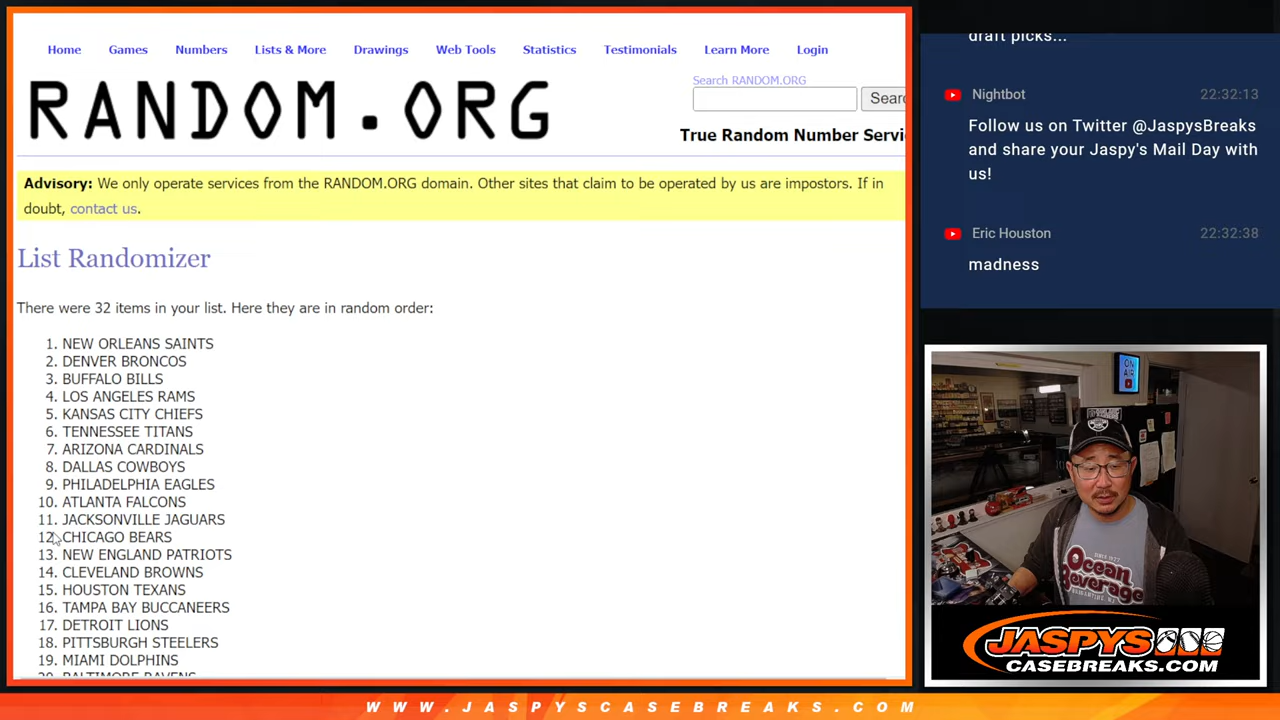 Home Games Numbers Lists & More Drawings Web Tools Statistics Testimonials Learn More Login
Search RANDOM.ORG
RANDOM.ORG
True Random Number Servi
Advisory: We only operate services from the RANDOM.ORG domain. Other sites that claim to be operated by us are impostors. If in
doubt, contact us.
List Randomizer
There were 32 items in your list. Here they are in random order:
1. NEW ORLEANS SAINTS
2. DENVER BRONCOS
3. BUFFALO BILLS
4. LOS ANGELES RAMS
5. KANSAS CITY CHIEFS
6. TENNESSEE TITANS
7. ARIZONA CARDINALS
8. DALLAS COWBOYS
9. PHILADELPHIA EAGLES
10. ATLANTA FALCONS
11. JACKSONVILLE JAGUARS
12. CHICAGO BEARS
13. NEW ENGLAND PATRIOTS
14. CLEVELAND BROWNS
15. HOUSTON TEXANS
16. TAMPA BAY BUCCANEERS
17. DETROIT LIONS
18. PITTSBURGH STEELERS
19. MIAMI DOLPHINS
20. BALTIMORE RAVENS
draft picks...
Nightbot 22:32:13
Follow us on Twitter @JaspysBreaks
and share your Jaspy's Mail Day with
us!
Eric Houston 22:32:38
madness
ON
AIR
Ocean
Beverage
JASPYS
CASEBREAKS.COM
WWW.JASPYSCASEBREAKS.COM